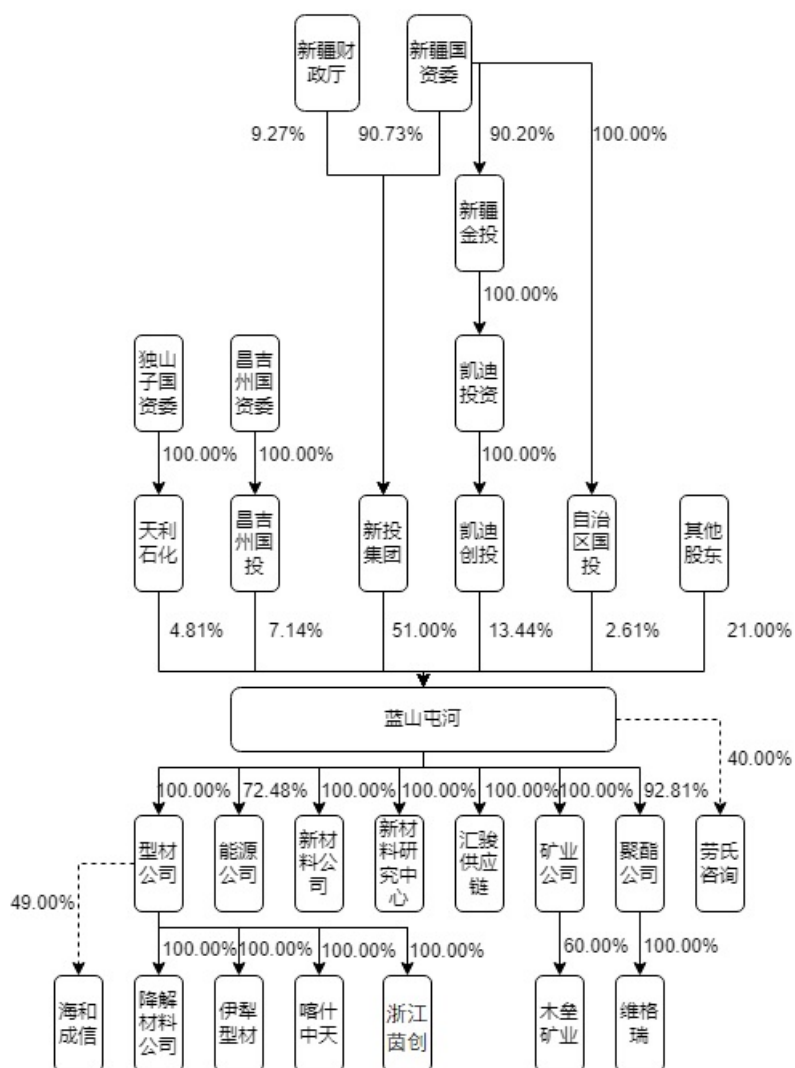 新疆财
政厅
新疆国
资委
9.27%
90.73%
90.20%
100.00%
新疆
金投
100.00%
独山
子国
资委
昌吉
州国
资委
凯迪
投资
100.00%
100.00%
100.00%
天利
石化
昌吉
州国
投
新投
集团
凯迪
创投
自治
区国
投
其他
股东
4.81%
7.14%
51.00%
13.44%
2.61%
21.00%
蓝山屯河
40.00%
100.00%
72.48%
100.00%
100.00%
100.00%
100.00%
92.81%
型材
公司
能源
公司
新材
料公
司
新材
料研
究中
心
汇骏
供应
链
矿业
公司
聚酯
公司
劳氏
咨询
49.00%
100.00%
100.00%
100.00%
100.00%
60.00%
100.00%
海和
成信
降解
材料
公司
伊犁
型材
喀什
中天
浙江
茵创
木垒
矿业
维格
瑞